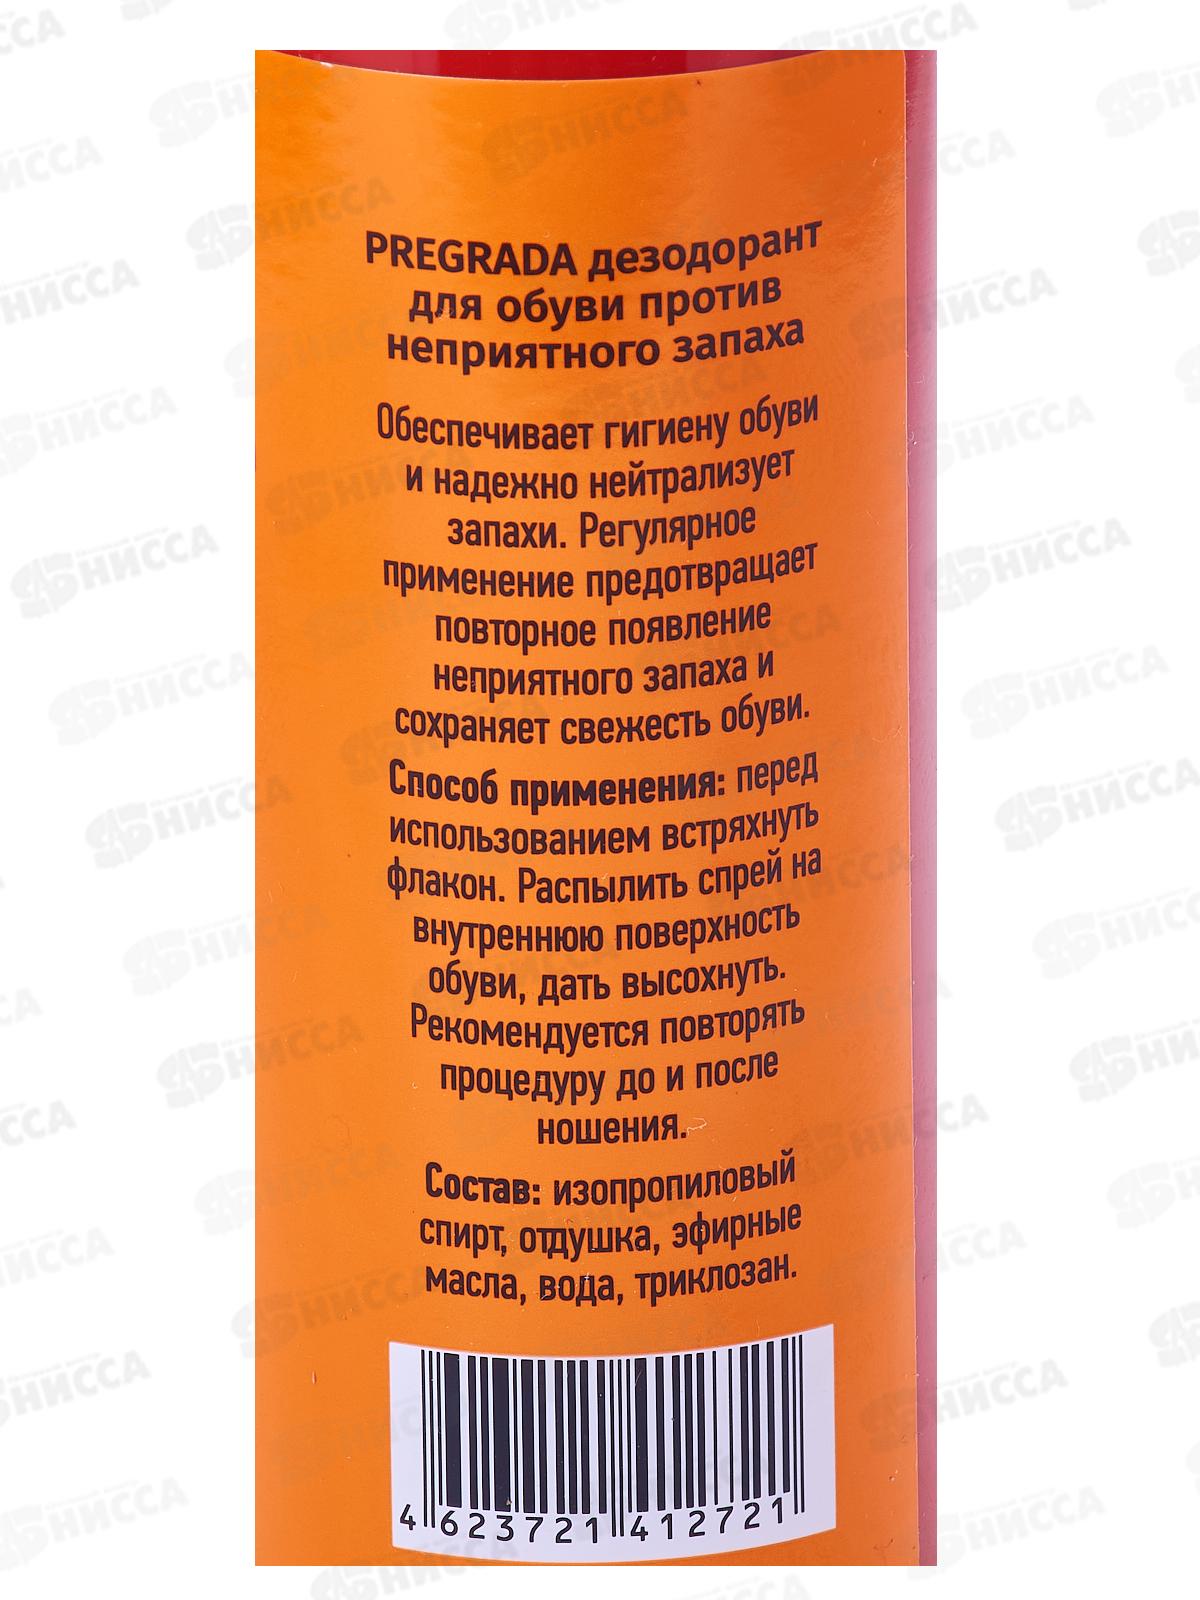 PREGRADA дезодорант
для обуви против
неприятного запаха
Обеспечивает гигиену обуви
и надежно нейтрализует
запахи. Регулярное
применение предотвращает
повторное появление
неприятного запаха и
сохраняет свежесть обуви.
Способ применения: перед
использованием встряхнуть
флакон. Распылить спрей на
внутреннюю поверхность
обуви, дать высохнуть.
Рекомендуется повторять
процедуру до и после
ношения.
Состав: изопропиловый
спирт, отдушка, эфирные
масла, вода, триклозан.
4 623721 412721